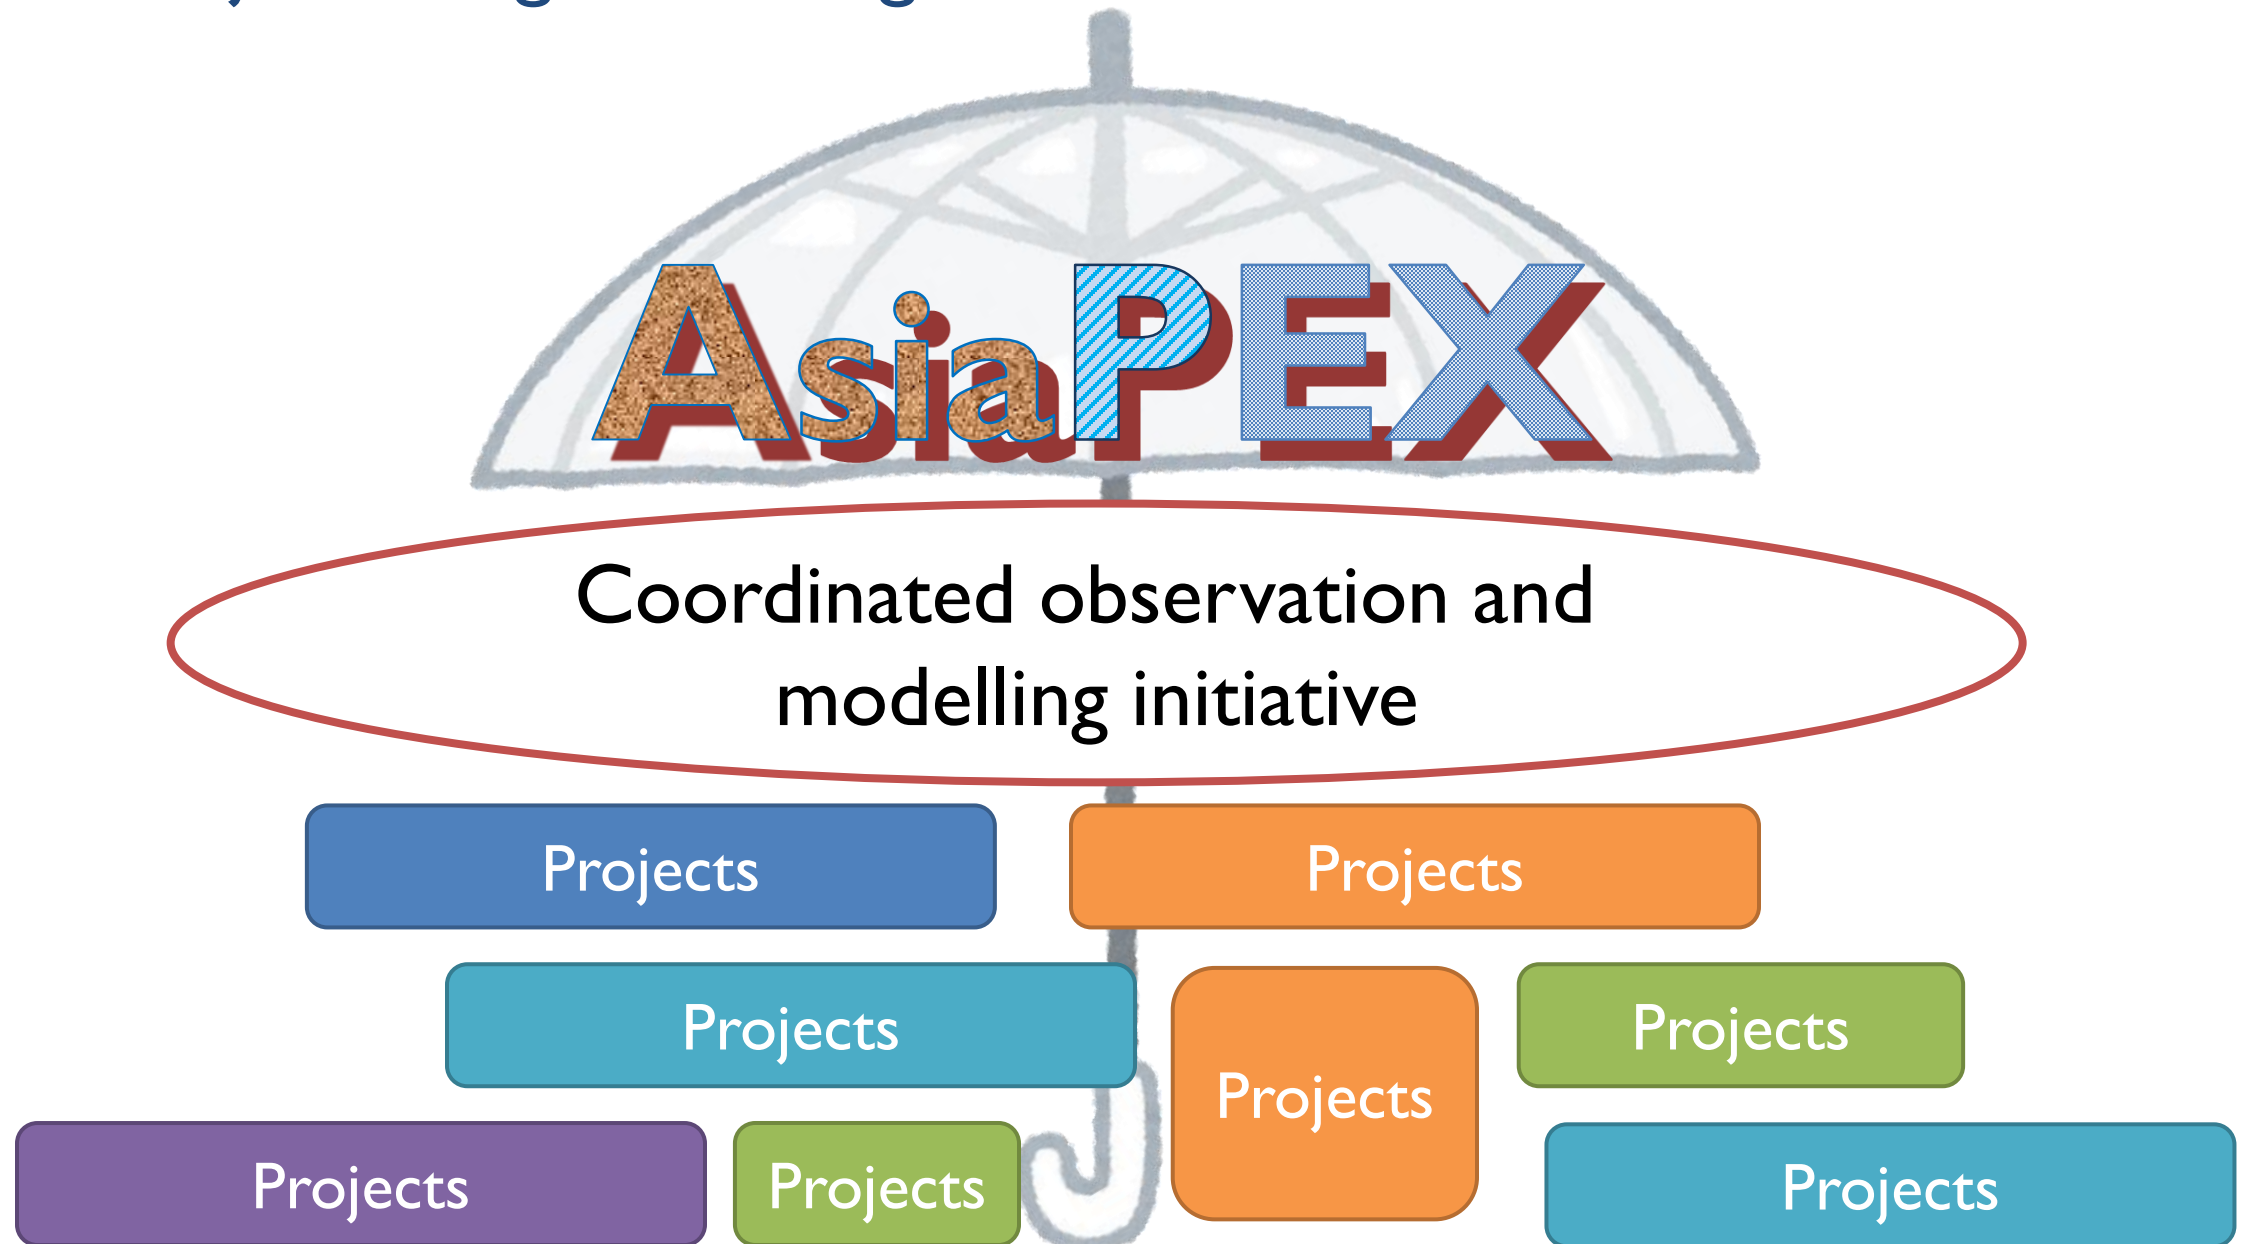 AsiaPEX
Coordinated observation and
modelling initiative
Projects
Projects
Projects
Projects
Projects
Projects
Projects
Projects